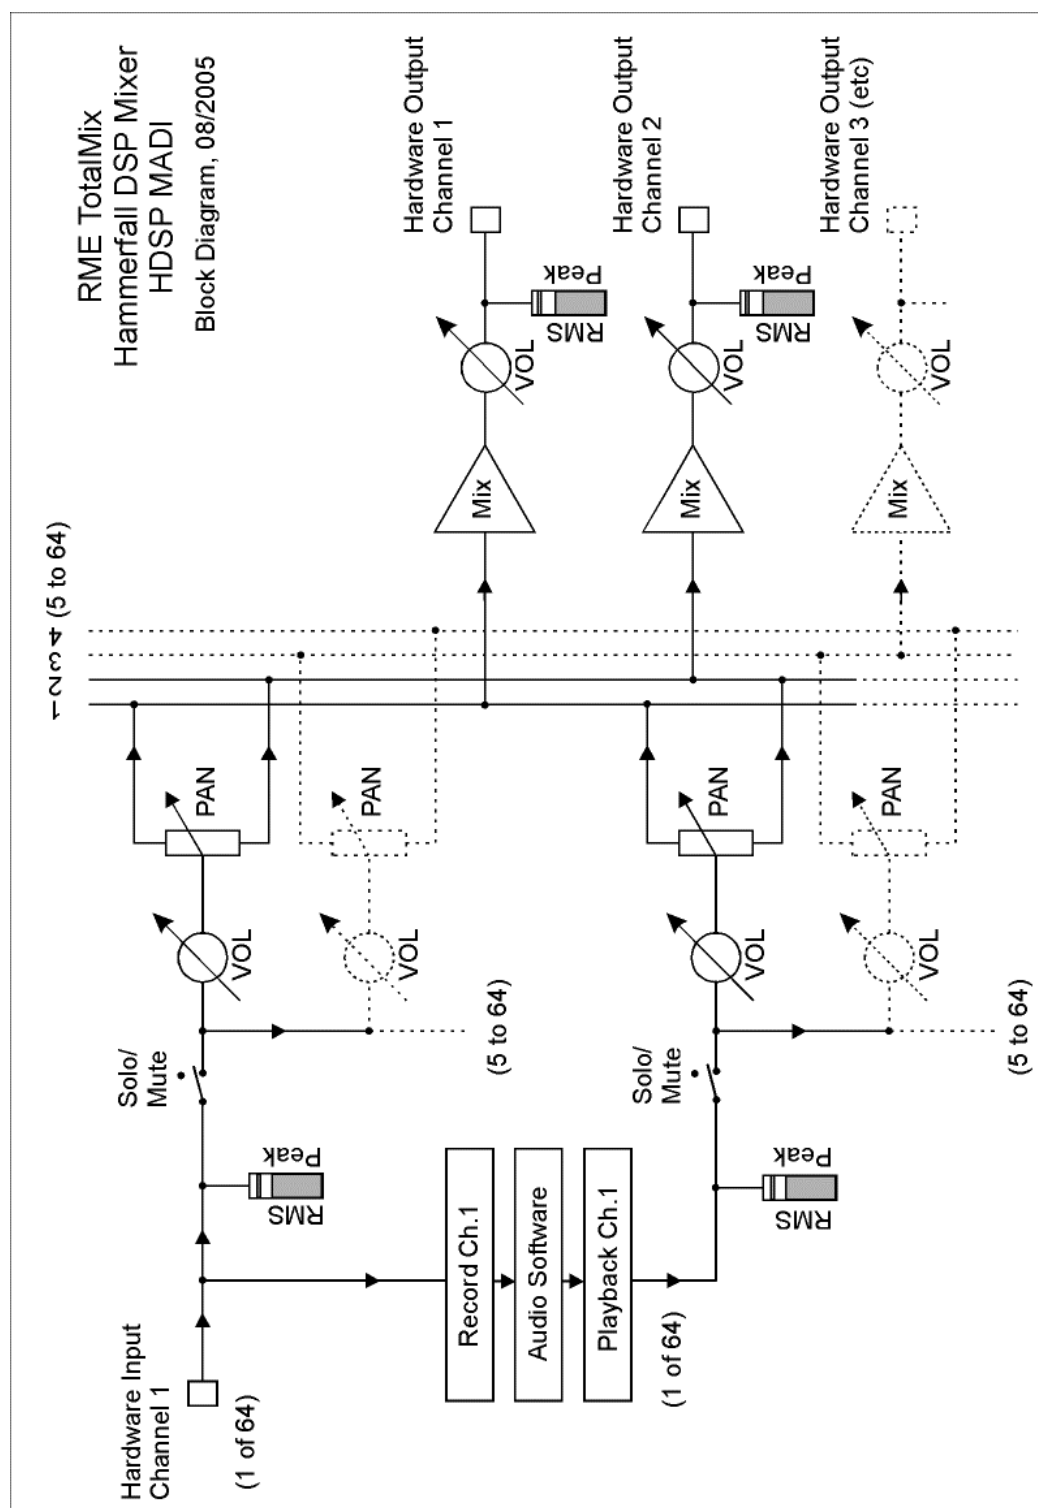 RME TotalMix
Hammerfall DSP Mixer
HDSP MADI
Block Diagram, 08/2005
Hardware Input
Channel 1
(1 of 64)
RMS
Peak
Solo/
Mute
VOL
PAN
VOL
PAN
(5 to 64)
1 2 3 4 (5 to 64)
Mix
VOL
RMS
Peak
Hardware Output
Channel 1
Record Ch.1
Audio Software
Playback Ch.1
(1 of 64)
RMS
Peak
Solo/
Mute
VOL
PAN
VOL
PAN
(5 to 64)
Mix
VOL
RMS
Peak
Hardware Output
Channel 2
Mix
VOL
Hardware Output
Channel 3 (etc)